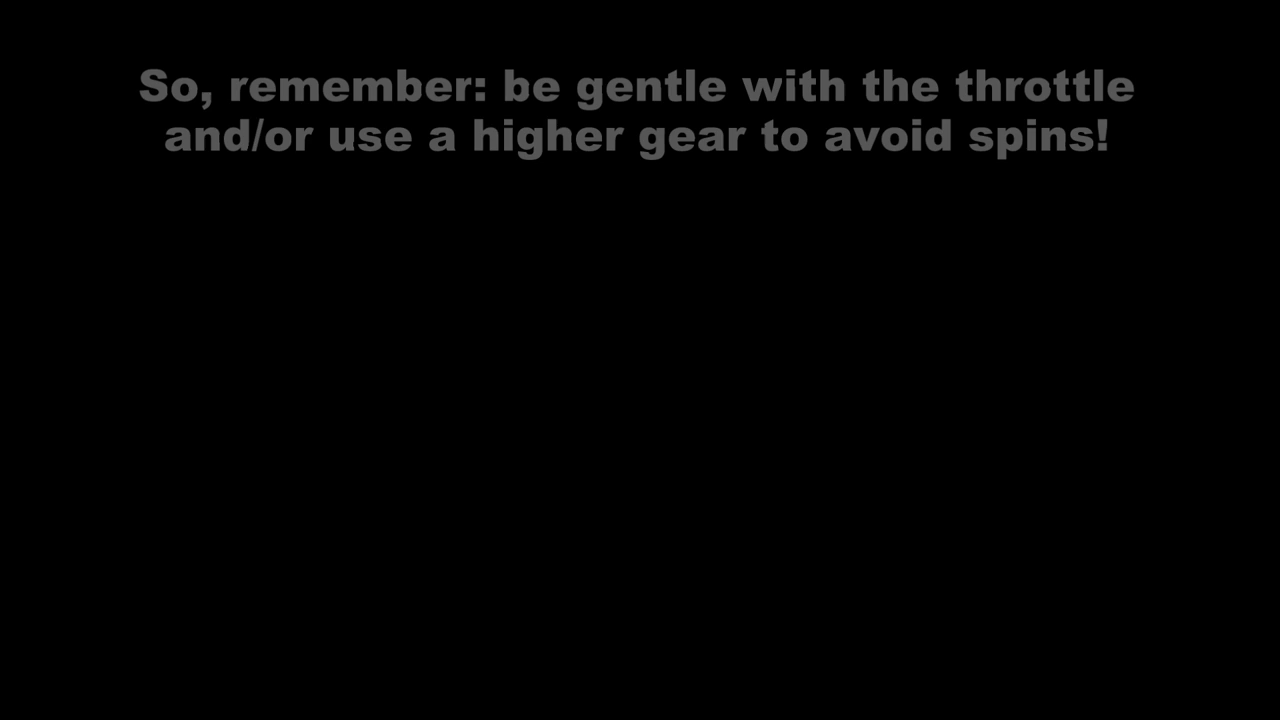 So, remember: be gentle with the throttle
and/or use a higher gear to avoid spins!